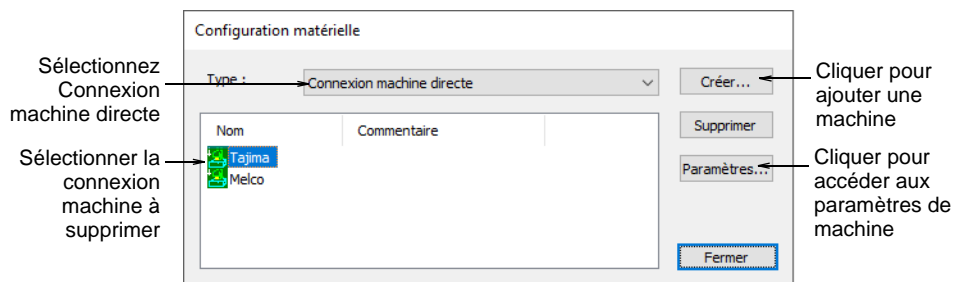 Configuration matérielle
Sélectionnez
Connexion
machine directe
Type :
Connexion machine directe
Créer...
Cliquer pour
ajouter une
machine
Nom
Commentaire
Supprimer
Sélectionner la
connexion
machine à
supprimer
Tajima
Melco
Paramètres...
Cliquer pour
accéder aux
paramètres de
machine
Fermer